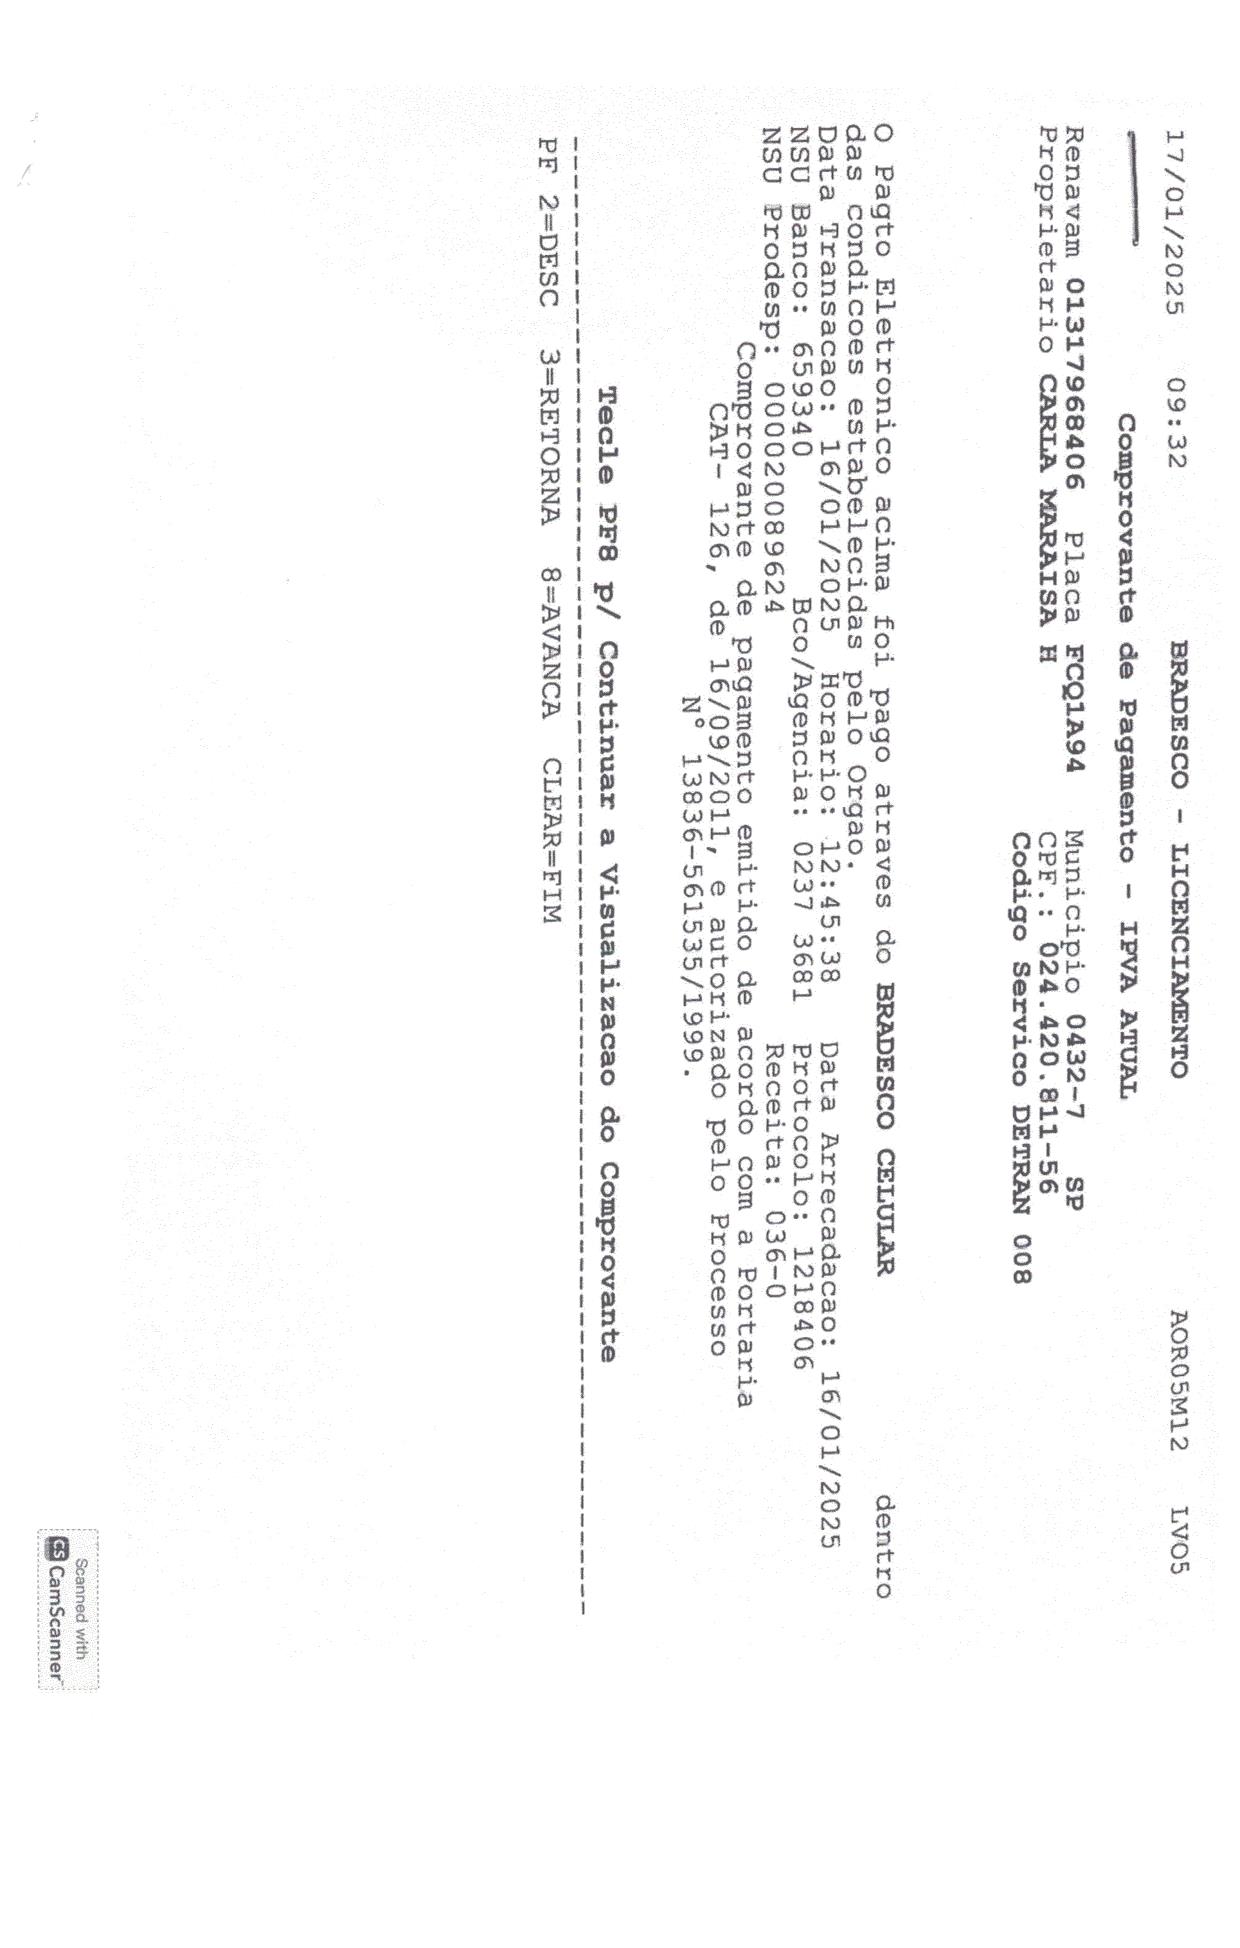 17/01/2025 09:32 BRADESCO - LICENCIAMENTO AOR05M12 LVO5
Comprovante de Pagamento - IPVA ATUAL
Renavam 01317968406 Placa FCQ1A94 Municipio 0432-7 SP
Proprietario CARLA MARAISA H CPF.: 024.420.811-56
Codigo Servico DETRAN 008
O Pagto Eletronico acima foi pago atraves do BRADESCO CELULAR dentro
das condicoes estabelecidas pelo Orgao.
Data Transacao: 16/01/2025 Horario: 12:45:38 Data Arrecadacao: 16/01/2025
NSU Banco: 659340 Bco/Agencia: 0237 3681 Protocolo: 1218406
NSU Prodesp: 000020089624 Receita: 036-0
Comprovante de pagamento emitido de acordo com a Portaria
CAT- 126, de 16/09/2011, e autorizado pelo Processo
N° 13836-561535/1999.
Tecle PF8 p/ Continuar a Visualizacao do Comprovante
PF 2=DESC 3=RETORNA 8=AVANCA CLEAR=FIM
Scanned with
CS CamScanner